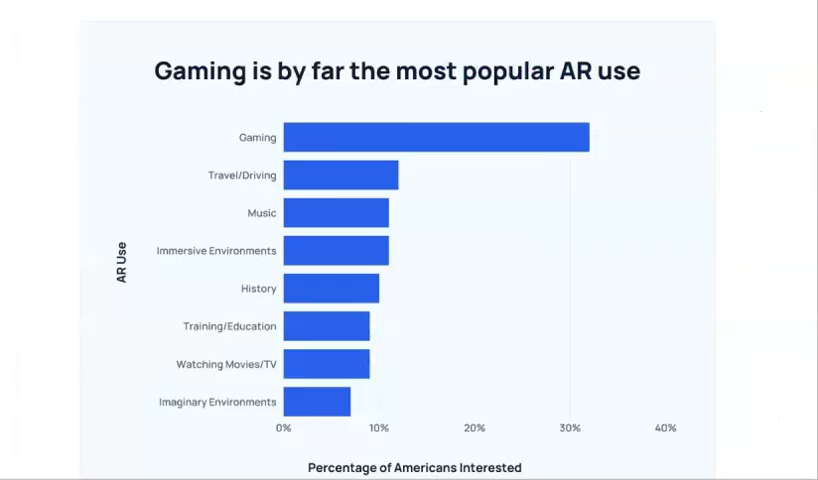 Gaming is by far the most popular AR use
Gaming
Travel/Driving
Music
Immersive Environments
AR Use
History
Training/Education
Watching Movies/TV
Imaginary Environments
0% 10% 20% 30% 40%
Percentage of Americans Interested